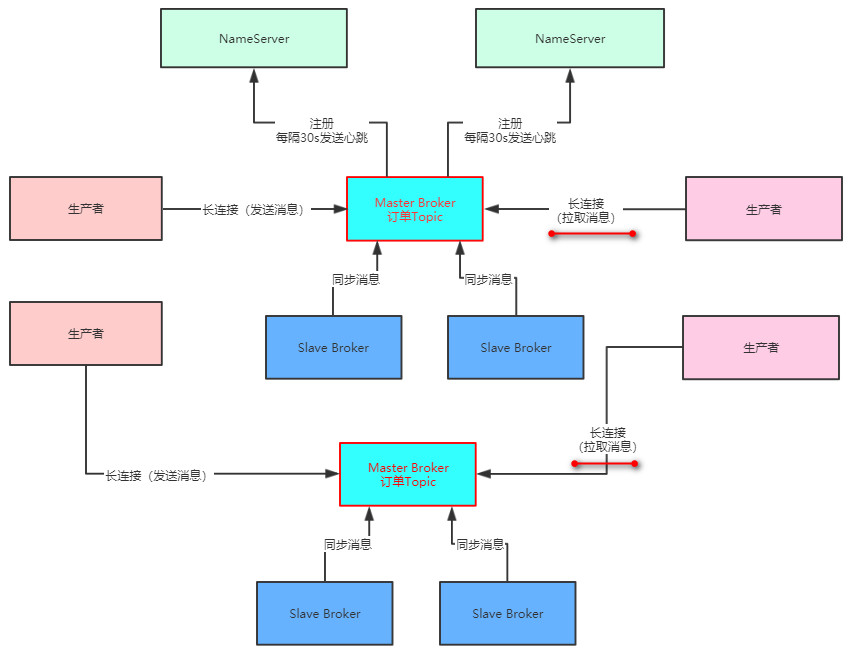 NameServer
NameServer
注册
每隔30s发送心跳
注册
每隔30s发送心跳
生产者
长连接（发送消息）
Master Broker
订单Topic
长连接
（拉取消息）
生产者
同步消息
同步消息
Slave Broker
Slave Broker
生产者
生产者
长连接
（拉取消息）
长连接（发送消息）
Master Broker
订单Topic
同步消息
同步消息
Slave Broker
Slave Broker